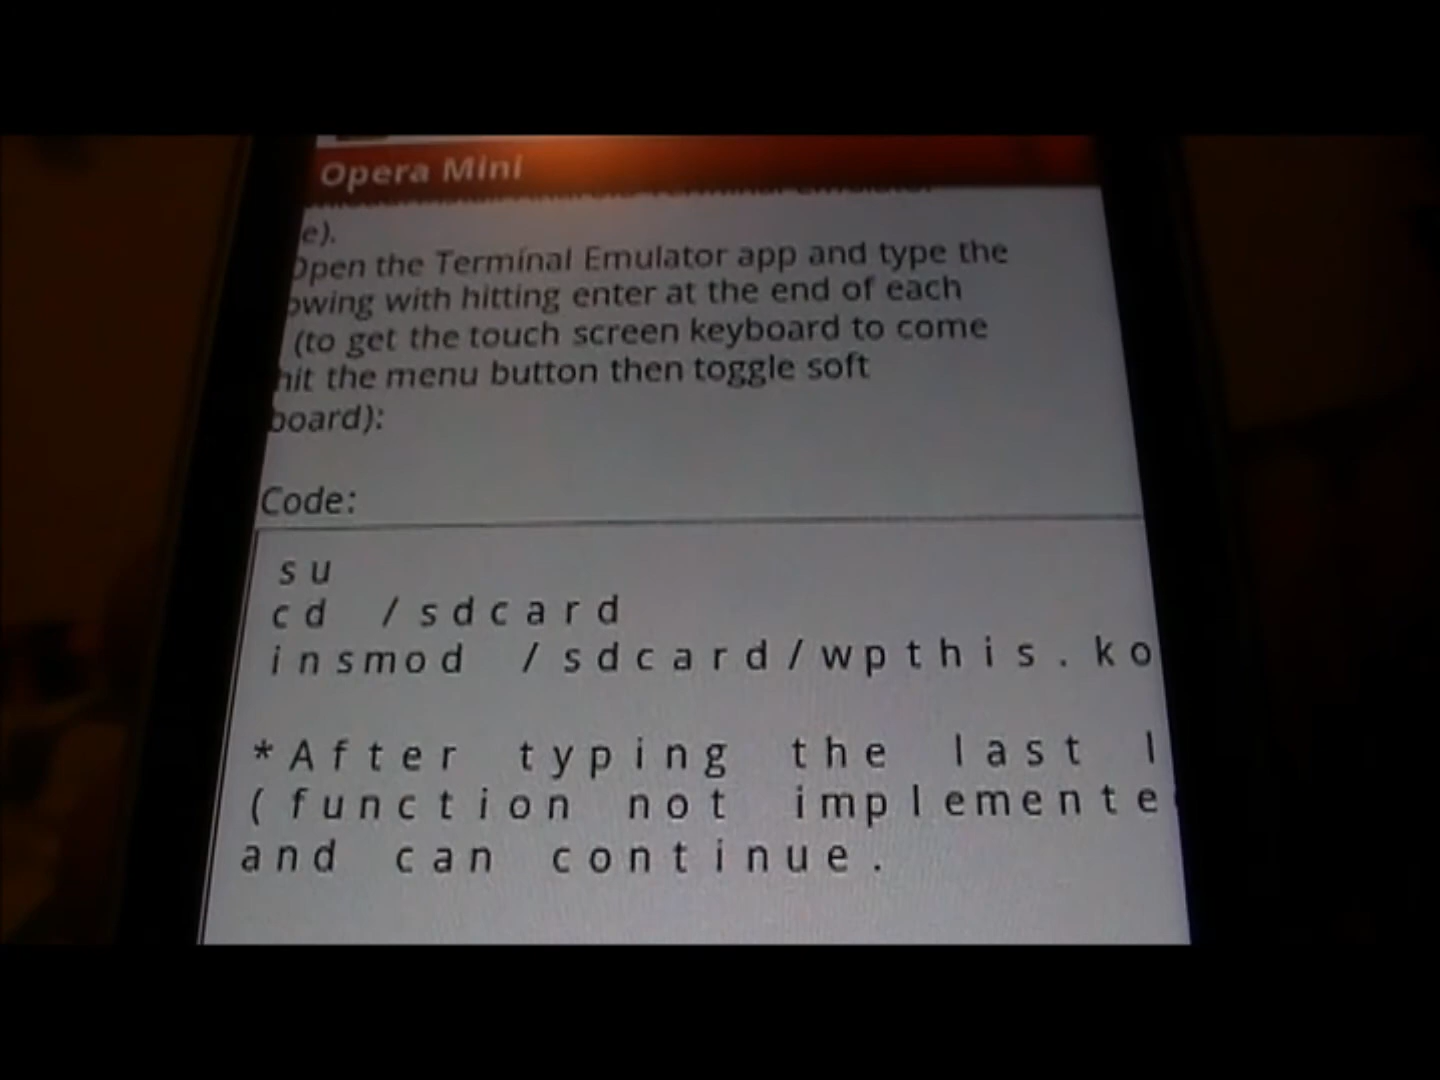 Opera Mini
Terminal Emulator
e).
Open the Terminal Emulator app and type the
owing with hitting enter at the end of each
(to get the touch screen keyboard to come
hit the menu button then toggle soft
board):
Code:
su
cd /sdcard
insmod /sdcard/wpthis.ko
*After typing the last l
(function not implemente
and can continue.